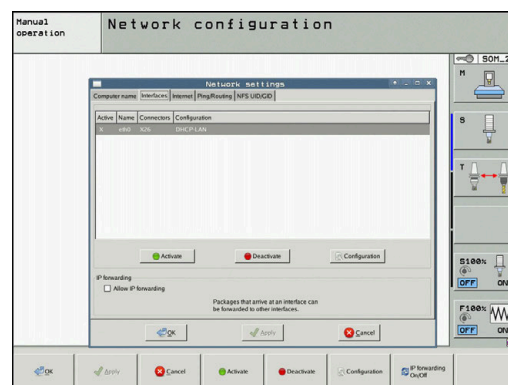 Manual
operation
Network configuration
SOM_2
Network settings
Computer name Interfaces Internet Ping/Routing NFS UID/GID
Active Name Connectors Configuration
X eth0 X26 DHCP-LAN
Activate Deactivate Configuration
IP forwarding
Allow IP forwarding
Packages that arrive at an interface can
be forwarded to other interfaces.
OK Apply Cancel
M
S
T
S100%
OFF ON
F100%
OFF ON
OK Apply Cancel Activate Deactivate Configuration IP forwarding
On/Off